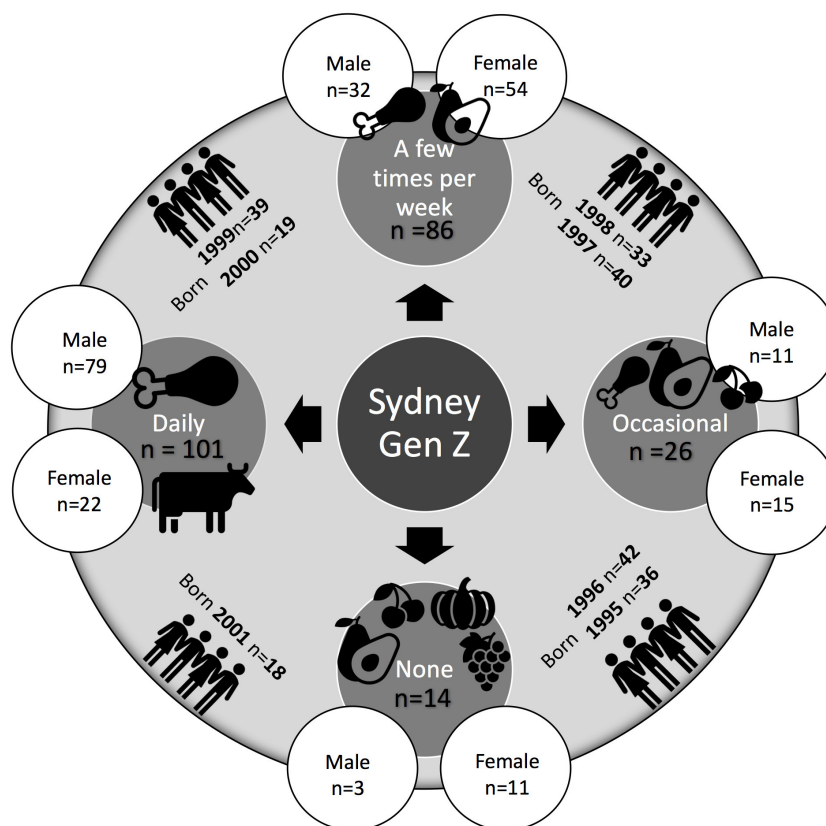 Male
n=32
Female
n=54
A few
times per
week
n =86
Born 1999n=39
2000 n=19
1998 n=33
Born 1997 n=40
Male
n=79
Daily
n = 101
Female
n=22
Sydney
Gen Z
Male
n=11
Occasional
n =26
Female
n=15
Born 2001 n=18
1996 n=42
Born 1995 n=36
None
n=14
Male
n=3
Female
n=11